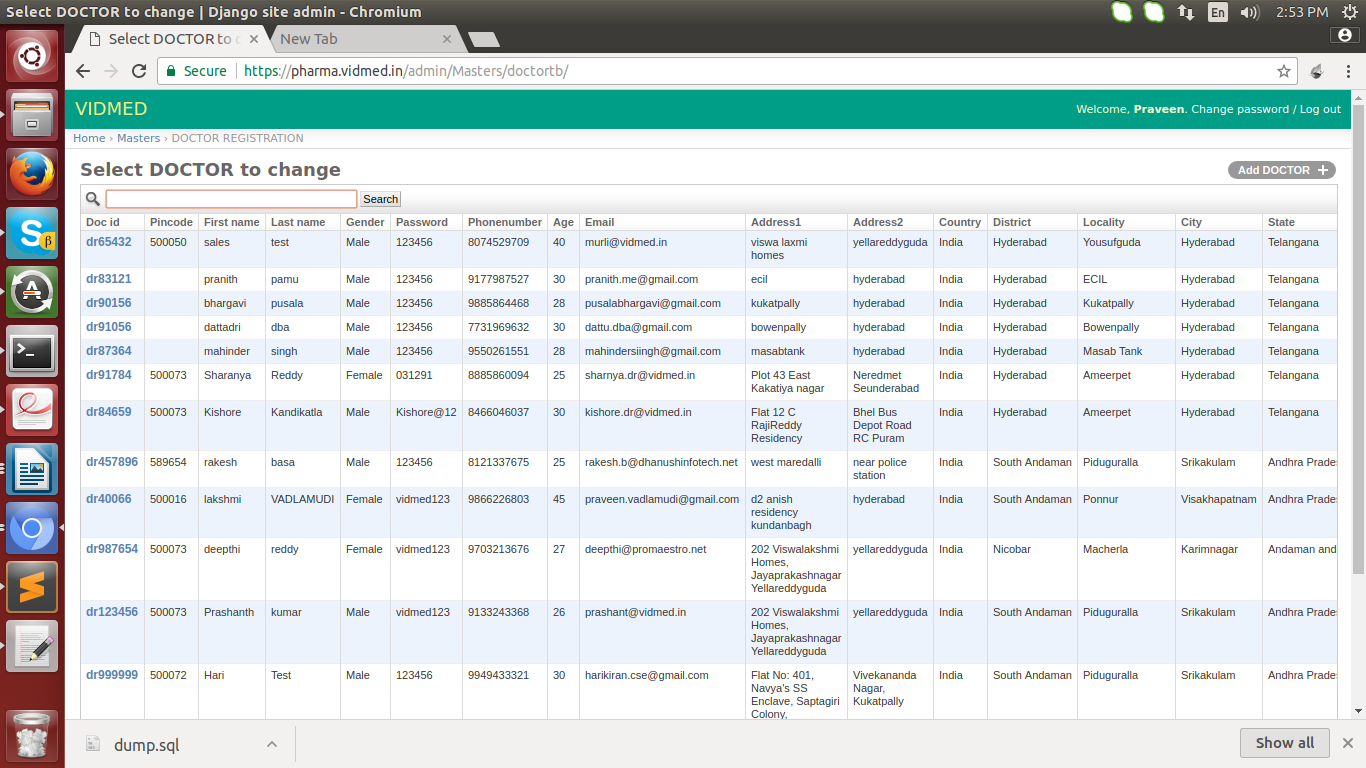 Select DOCTOR to change | Django site admin - Chromium
En 2:53 PM
Select DOCTOR to c
New Tab
Secure https://pharma.vidmed.in/admin/Masters/doctortb/
VIDMED
Welcome, Praveen. Change password / Log out
Home › Masters › DOCTOR REGISTRATION
Select DOCTOR to change
Add DOCTOR +
Search
Doc id Pincode First name Last name Gender Password Phonenumber Age Email Address1 Address2 Country District Locality City State
dr65432 500050 sales test Male 123456 8074529709 40 murli@vidmed.in viswa laxmi homes yellareddyguda India Hyderabad Yousufguda Hyderabad Telangana
dr83121 pranith pamu Male 123456 9177987527 30 pranith.me@gmail.com ecil hyderabad India Hyderabad ECIL Hyderabad Telangana
dr90156 bhargavi pusala Male 123456 9885864468 28 pusalabhargavi@gmail.com kukatpally hyderabad India Hyderabad Kukatpally Hyderabad Telangana
dr91056 dattadri dba Male 123456 7731969632 30 dattu.dba@gmail.com bowenpally hyderabad India Hyderabad Bowenpally Hyderabad Telangana
dr87364 mahinder singh Male 123456 9550261551 28 mahindersiingh@gmail.com masabtank hyderabad India Hyderabad Masab Tank Hyderabad Telangana
dr91784 500073 Sharanya Reddy Female 031291 8885860094 25 sharnya.dr@vidmed.in Plot 43 East Kakatiya nagar Neredmet Seunderabad India Hyderabad Ameerpet Hyderabad Telangana
dr84659 500073 Kishore Kandikatla Male Kishore@12 8466046037 30 kishore.dr@vidmed.in Flat 12 C RajiReddy Residency Bhel Bus Depot Road RC Puram India Hyderabad Ameerpet Hyderabad Telangana
dr457896 589654 rakesh basa Male 123456 8121337675 25 rakesh.b@dhanushinfotech.net west maredalli near police station India South Andaman Piduguralla Srikakulam Andhra Prade
dr40066 500016 lakshmi VADLAMUDI Female vidmed123 9866226803 45 praveen.vadlamudi@gmail.com d2 anish residency kundanbagh hyderabad India South Andaman Ponnur Visakhapatnam Andhra Prade
dr987654 500073 deepthi reddy Female vidmed123 9703213676 27 deepthi@promaestro.net 202 Viswalakshmi Homes, Jayaprakashnagar Yellareddyguda yellareddyguda India Nicobar Macherla Karimnagar Andaman and
dr123456 500073 Prashanth kumar Male vidmed123 9133243368 26 prashant@vidmed.in 202 Viswalakshmi Homes, Jayaprakashnagar Yellareddyguda yellareddyguda India South Andaman Piduguralla Srikakulam Andhra Prade
dr999999 500072 Hari Test Male 123456 9949433321 30 harikiran.cse@gmail.com Flat No: 401, Navya's SS Enclave, Saptagiri Colony, Vivekananda Nagar, Kukatpally India South Andaman Piduguralla Srikakulam Andhra Prade
dump.sql
Show all